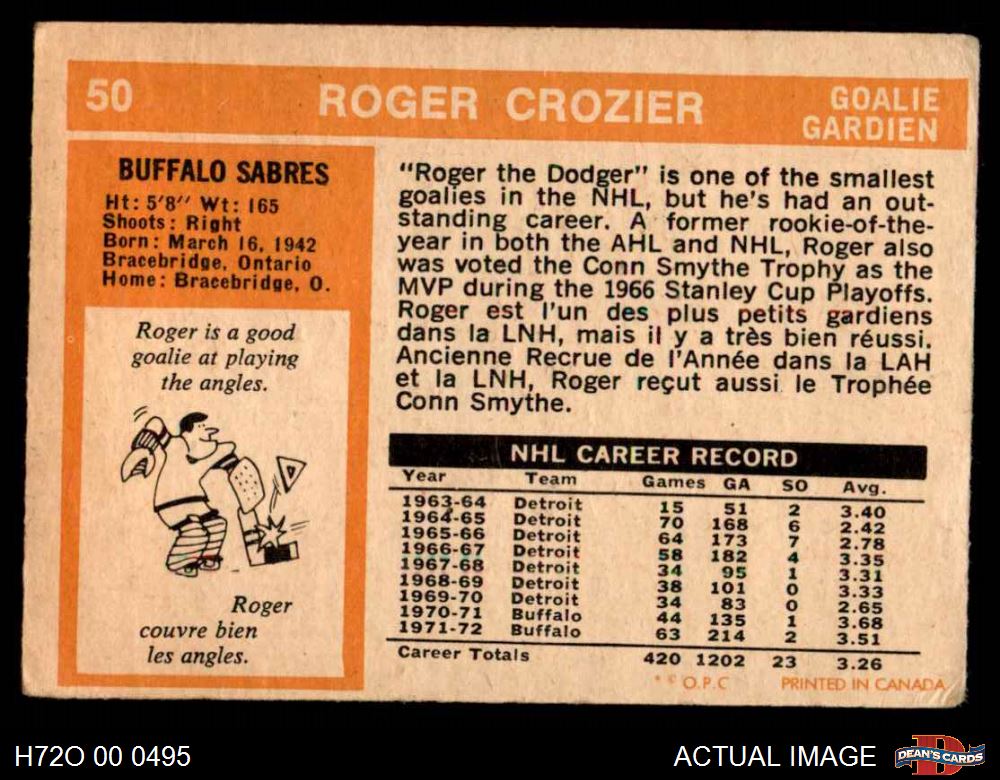 50 ROGER CROZIER GOALIE
GARDIEN
BUFFALO SABRES
Ht: 5'8" Wt: 165
Shoots: Right
Born: March 16, 1942
Bracebridge, Ontario
Home: Bracebridge, O.
Roger is a good
goalie at playing
the angles.
Roger
couvre bien
les angles.
"Roger the Dodger" is one of the smallest
goalies in the NHL, but he's had an out-
standing career. A former rookie-of-the-
year in both the AHL and NHL, Roger also
was voted the Conn Smythe Trophy as the
MVP during the 1966 Stanley Cup Playoffs.
Roger est l'un des plus petits gardiens
dans la LNH, mais il y a très bien réussi.
Ancienne Recrue de l'Année dans la LAH
et la LNH, Roger reçut aussi le Trophée
Conn Smythe.
NHL CAREER RECORD
Year Team Games GA SO Avg.
1963-64 Detroit 15 51 2 3.40
1964-65 Detroit 70 168 6 2.42
1965-66 Detroit 64 173 7 2.78
1966-67 Detroit 58 182 4 3.35
1967-68 Detroit 34 95 1 3.31
1968-69 Detroit 38 101 0 3.33
1969-70 Detroit 34 83 0 2.65
1970-71 Buffalo 44 135 1 3.68
1971-72 Buffalo 63 214 2 3.51
Career Totals 420 1202 23 3.26
* © O.P.C PRINTED IN CANADA
H72O 00 0495 ACTUAL IMAGE DEAN'S CARDS